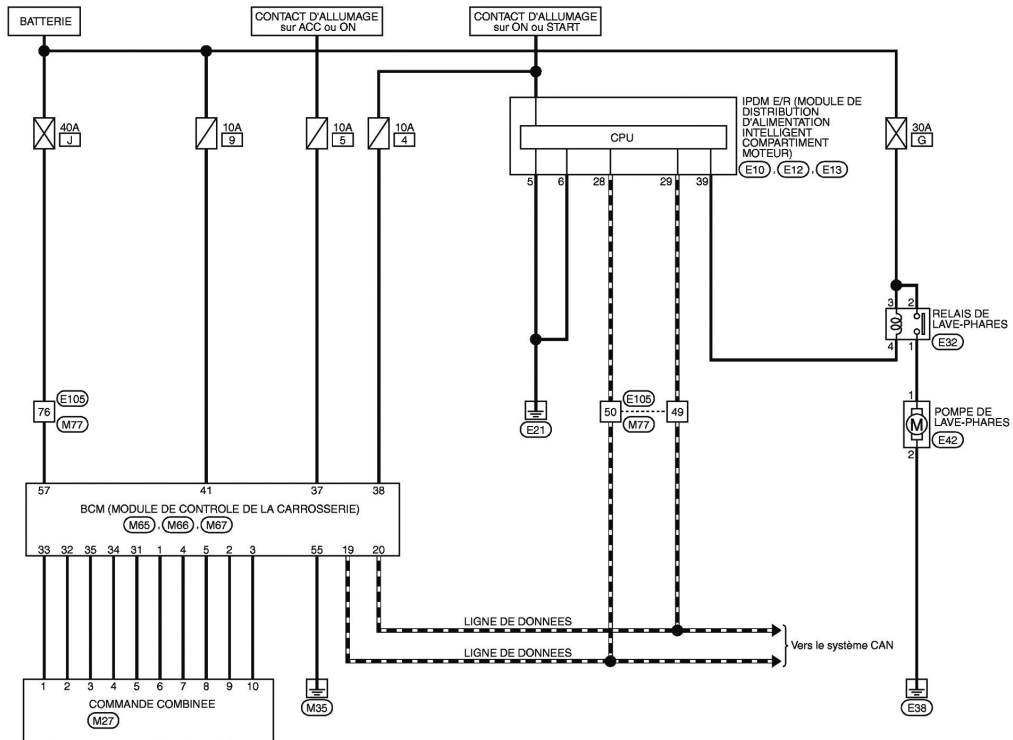 BATTERIE
CONTACT D'ALLUMAGE
sur ACC ou ON
CONTACT D'ALLUMAGE
sur ON ou START
40A
J
10A
9
10A
5
10A
4
IPDM E/R (MODULE DE
DISTRIBUTION
D'ALIMENTATION
INTELLIGENT
COMPARTIMENT
MOTEUR)
E10 , E12 , E13
CPU
30A
G
5 6 28 29 39
3 2
RELAIS DE
LAVE-PHARES
E32
4 1
76
E105
M77
E21
50
E105
M77
49
1
M
POMPE DE
LAVE-PHARES
E42
2
57 41 37 38
BCM (MODULE DE CONTROLE DE LA CARROSSERIE)
M65 , M66 , M67
33 32 35 34 31 1 4 5 2 3 55 19 20
LIGNE DE DONNEES
LIGNE DE DONNEES
Vers le système CAN
1 2 3 4 5 6 7 8 9 10
COMMANDE COMBINEE
M27
M35
E38